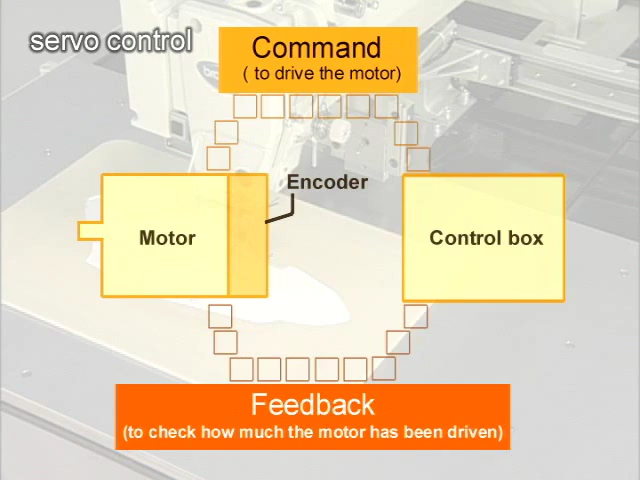 servo control
Command
( to drive the motor)
Encoder
Motor
Control box
Feedback
(to check how much the motor has been driven)